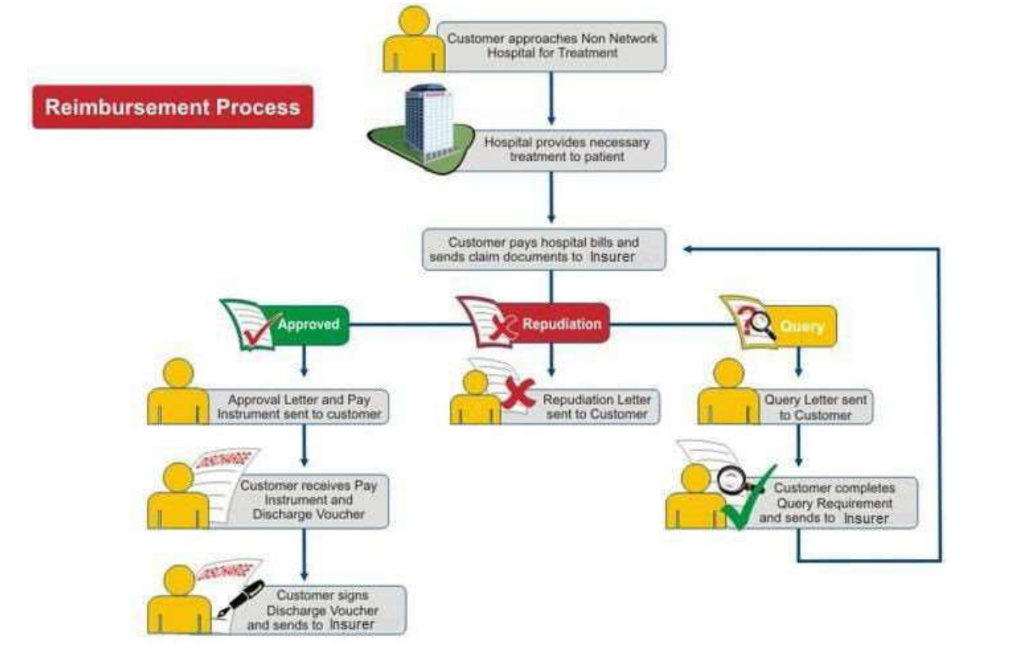 Customer approaches Non Network
Hospital for Treatment
Reimbursement Process
Hospital provides necessary
treatment to patient
Customer pays hospital bills and
sends claim documents to Insurer
Approved
Repudiation
Query
Approval Letter and Pay
Instrument sent to customer
Repudiation Letter
sent to Customer
Query Letter sent
to Customer
DISCHARGE
Customer receives Pay
Instrument and
Discharge Voucher
Customer completes
Query Requirement
and sends to Insurer
DISCHARGE
Customer signs
Discharge Voucher
and sends to Insurer